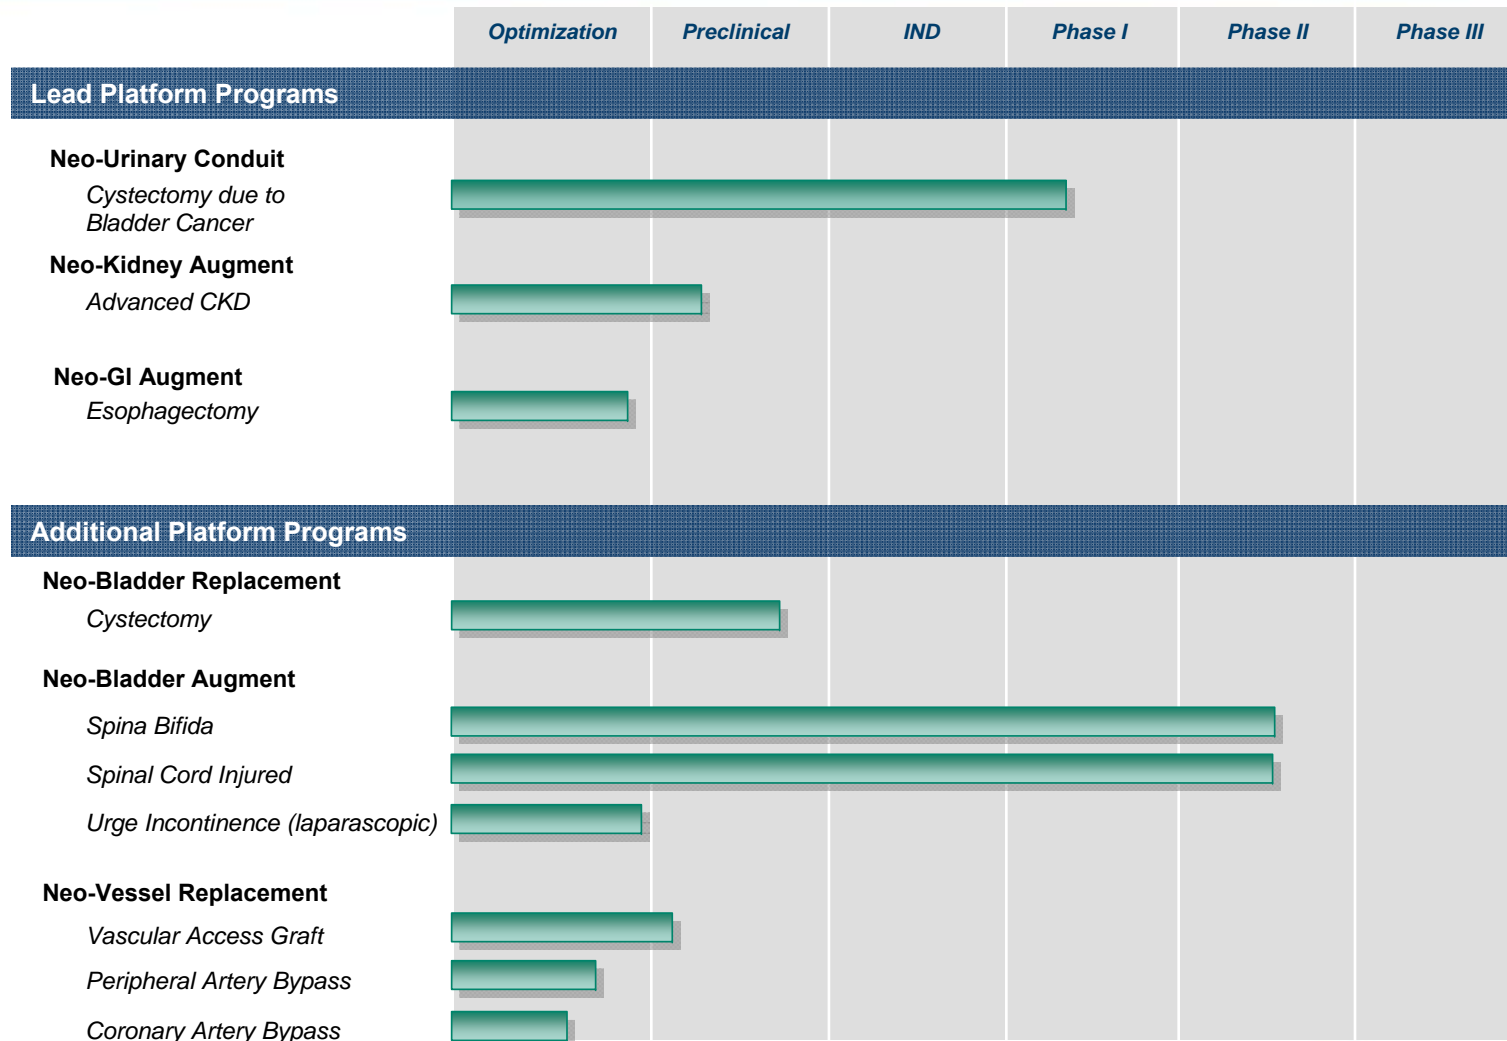 Optimization Preclinical IND Phase I Phase II Phase III
Lead Platform Programs
Neo-Urinary Conduit
Cystectomy due to
Bladder Cancer
Neo-Kidney Augment
Advanced CKD
Neo-GI Augment
Esophagectomy
Additional Platform Programs
Neo-Bladder Replacement
Cystectomy
Neo-Bladder Augment
Spina Bifida
Spinal Cord Injured
Urge Incontinence (laparascopic)
Neo-Vessel Replacement
Vascular Access Graft
Peripheral Artery Bypass
Coronary Artery Bypass